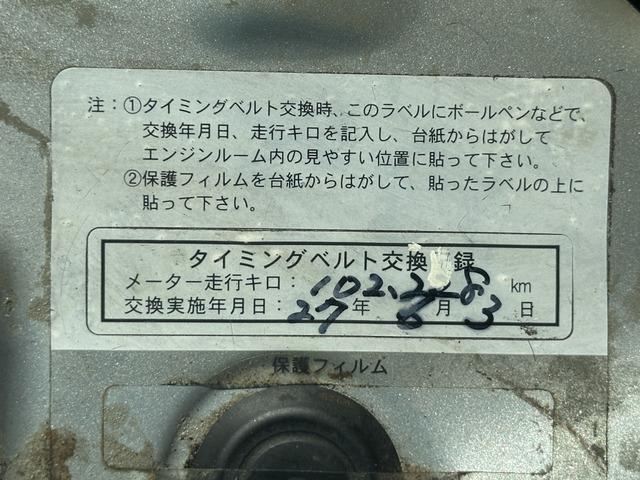 注：①タイミングベルト交換時、このラベルにボールペンなどで、
交換年月日、走行キロを記入し、台紙からはがして
エンジンルーム内の見やすい位置に貼って下さい。
②保護フィルムを台紙からはがして、貼ったラベルの上に
貼って下さい。
タイミングベルト交換 録
メーター走行キロ： km
交換実施年月日：27年 6月 3日
保護フィルム